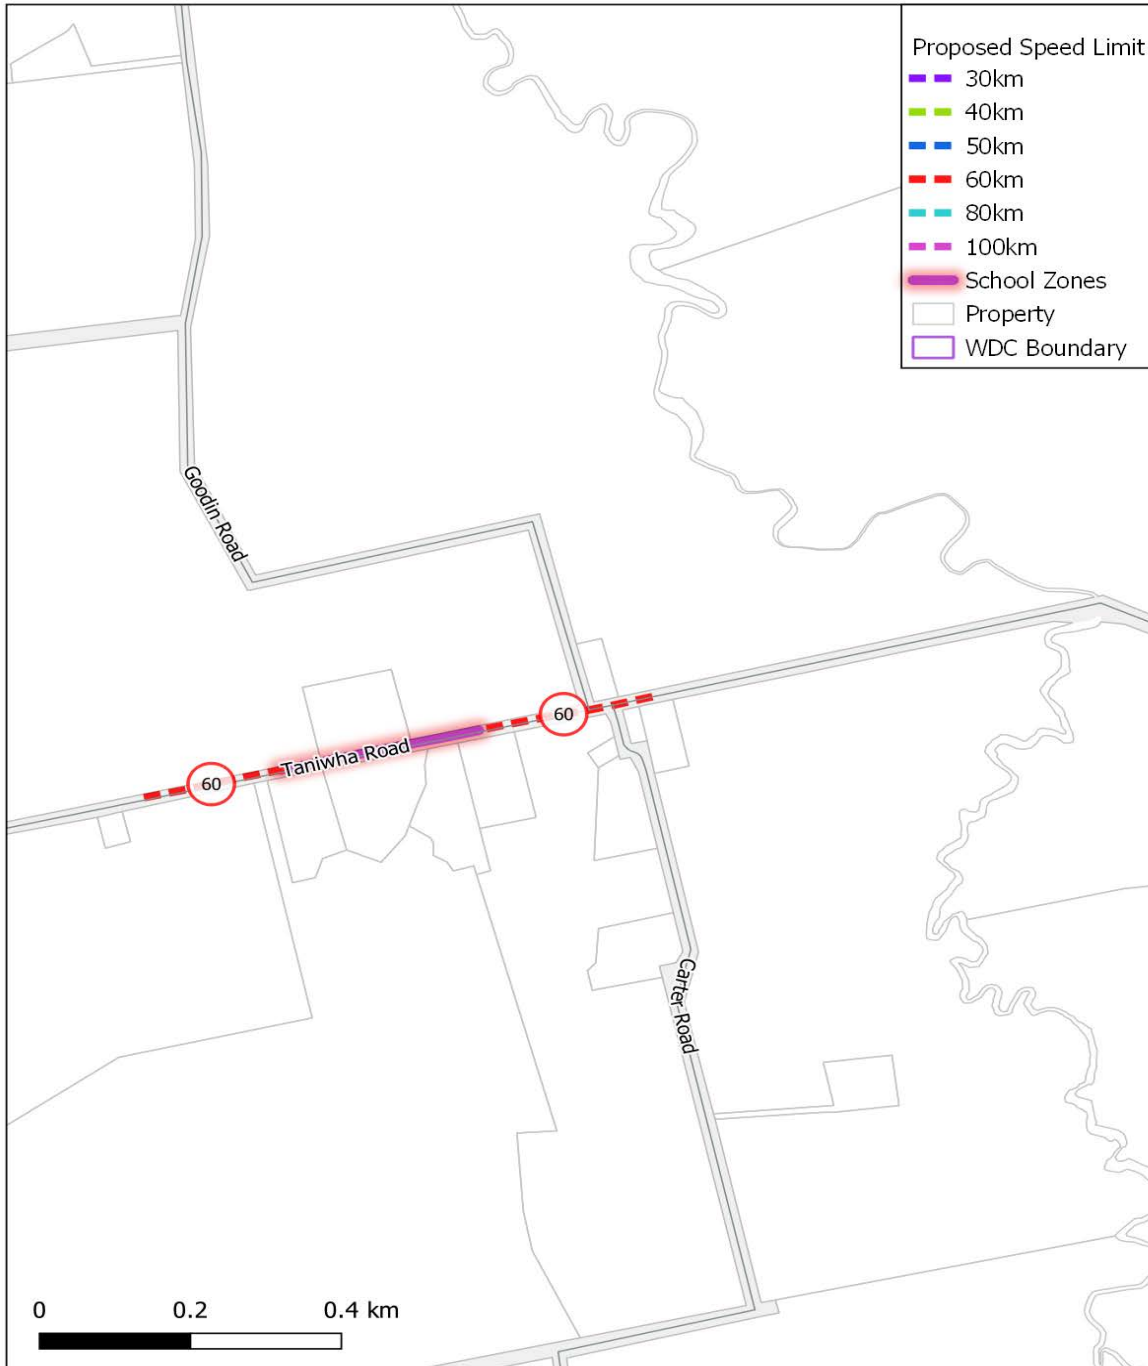 Proposed Speed Limit
30km
40km
50km
60km
80km
100km
School Zones
Property
WDC Boundary
Goodin Road
60
Taniwha Road
60
Carter Road
0 0.2 0.4 km